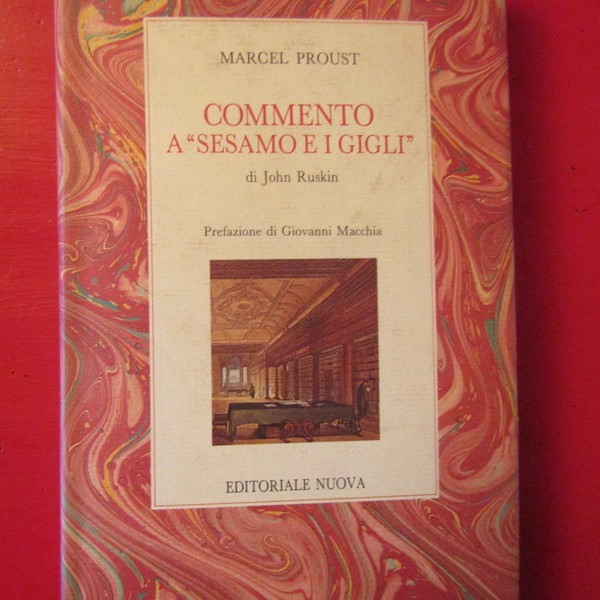 MARCEL PROUST
COMMENTO
A "SESAMO E I GIGLI"
di John Ruskin
Prefazione di Giovanni Macchia
EDITORIALE NUOVA